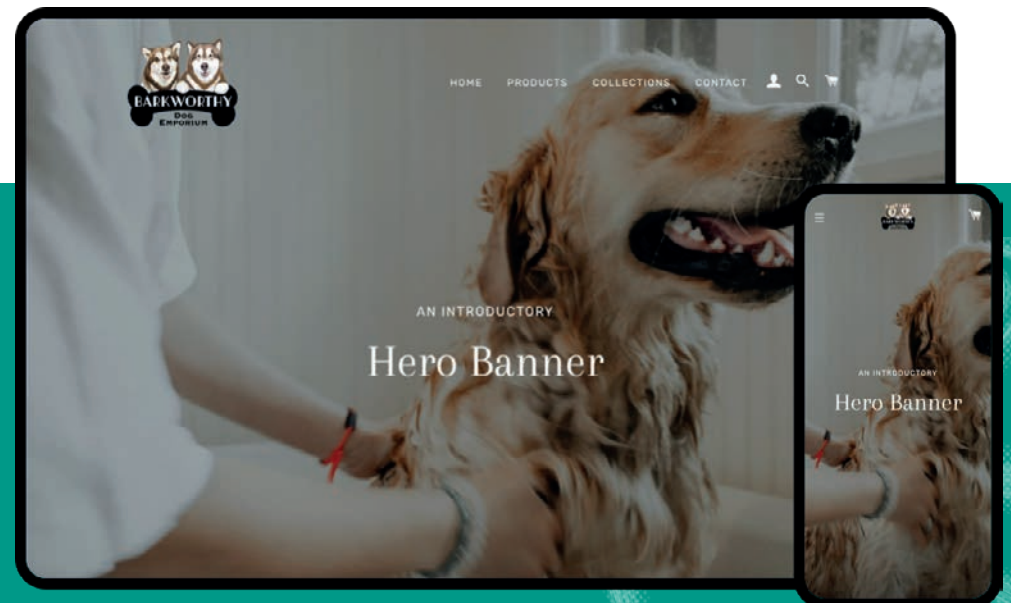 BARKWORTHY
DOG
EMPORIUM
HOME PRODUCTS COLLECTIONS CONTACT
AN INTRODUCTORY
Hero Banner
AN INTRODUCTORY
Hero Banner